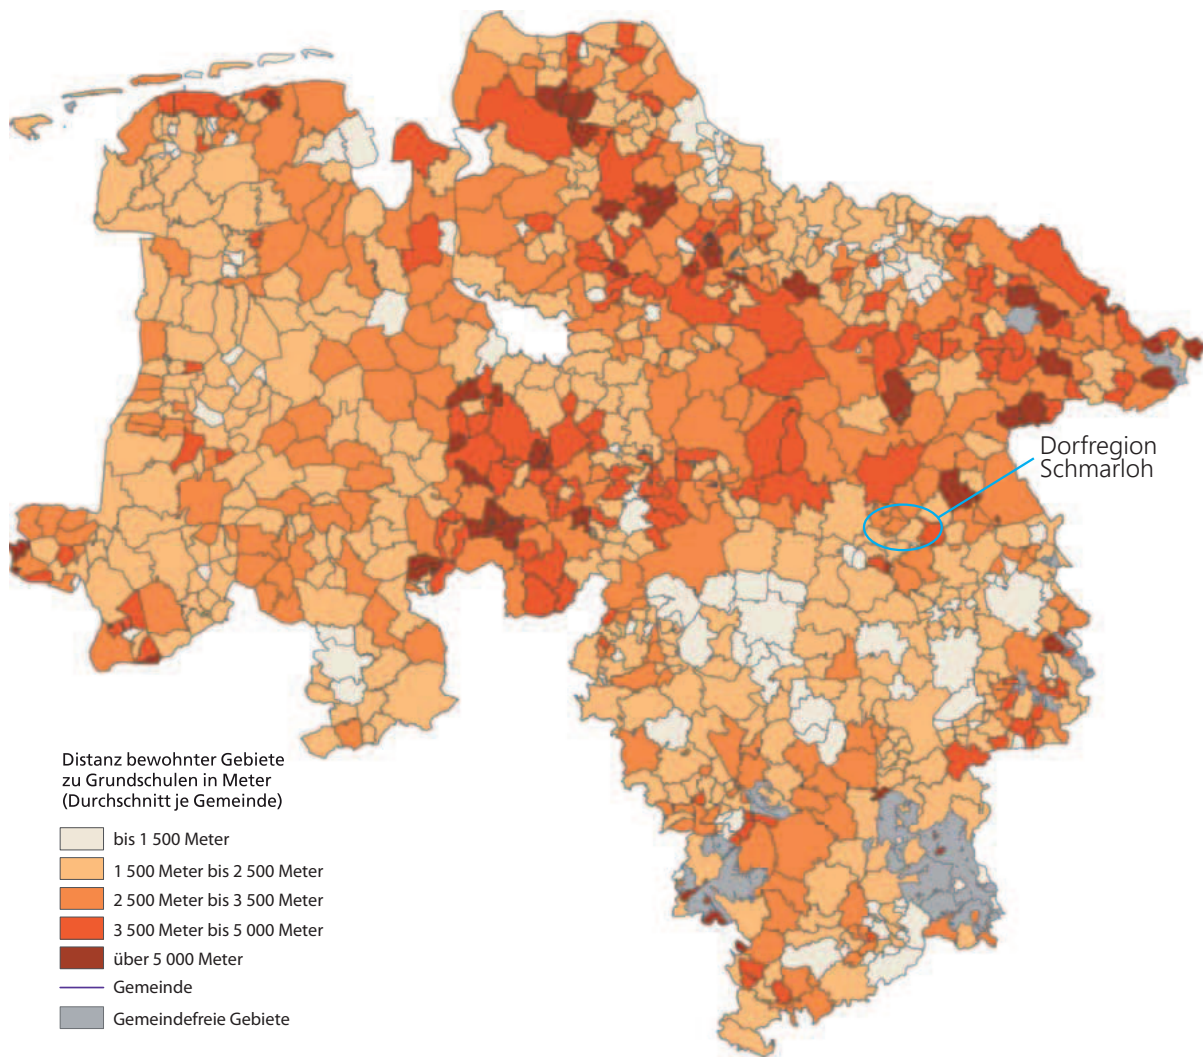 Dorfregion
Schmarloh
Distanz bewohnter Gebiete
zu Grundschulen in Meter
(Durchschnitt je Gemeinde)
bis 1 500 Meter
1 500 Meter bis 2 500 Meter
2 500 Meter bis 3 500 Meter
3 500 Meter bis 5 000 Meter
über 5 000 Meter
Gemeinde
Gemeindefreie Gebiete